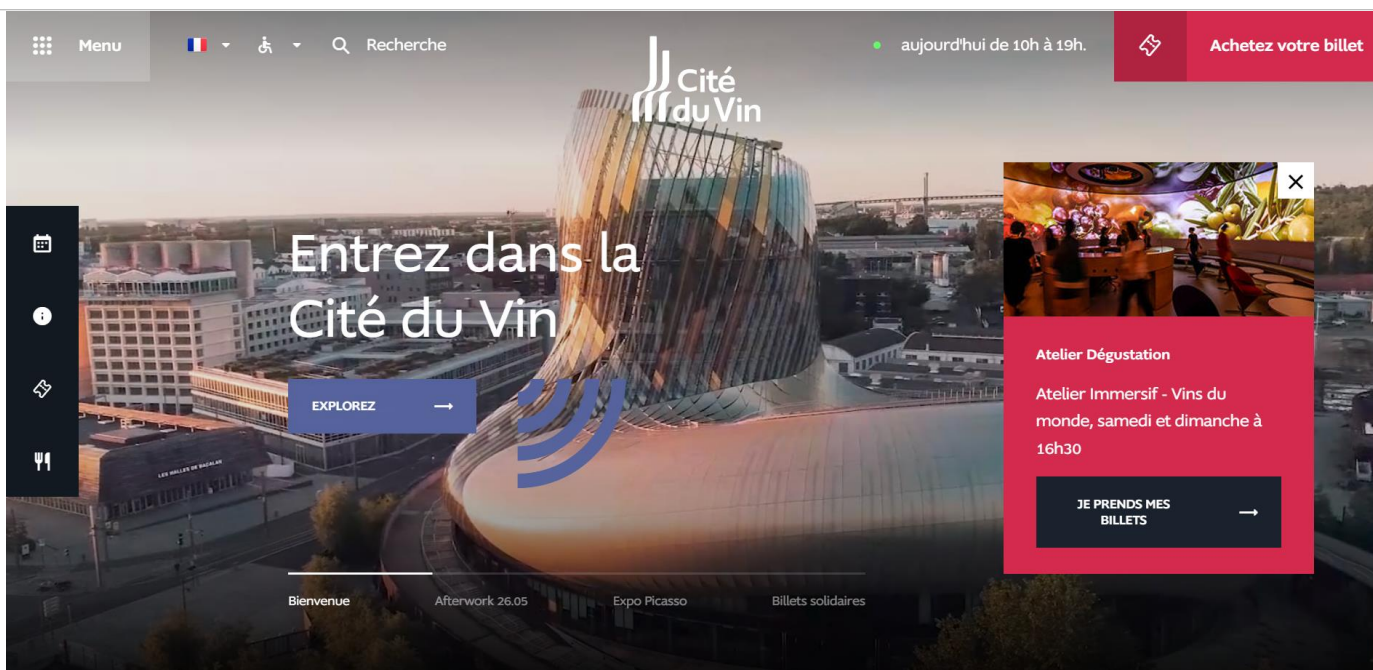 Menu
Recherche
Cité
du Vin
aujourd'hui de 10h à 19h.
Achetez votre billet
Entrez dans la
Cité du Vin
EXPLOREZ
LES HALLES DE BACALAN
Atelier Dégustation
Atelier Immersif - Vins du
monde, samedi et dimanche à
16h30
JE PRENDS MES
BILLETS
Bienvenue
Afterwork 26.05
Expo Picasso
Billets solidaires